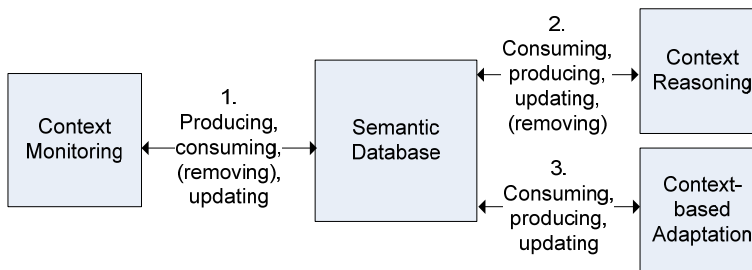 Context
Monitoring
1.
Producing,
consuming,
(removing),
updating
Semantic
Database
2.
Consuming,
producing,
updating,
(removing)
Context
Reasoning
3.
Consuming,
producing,
updating
Context-
based
Adaptation